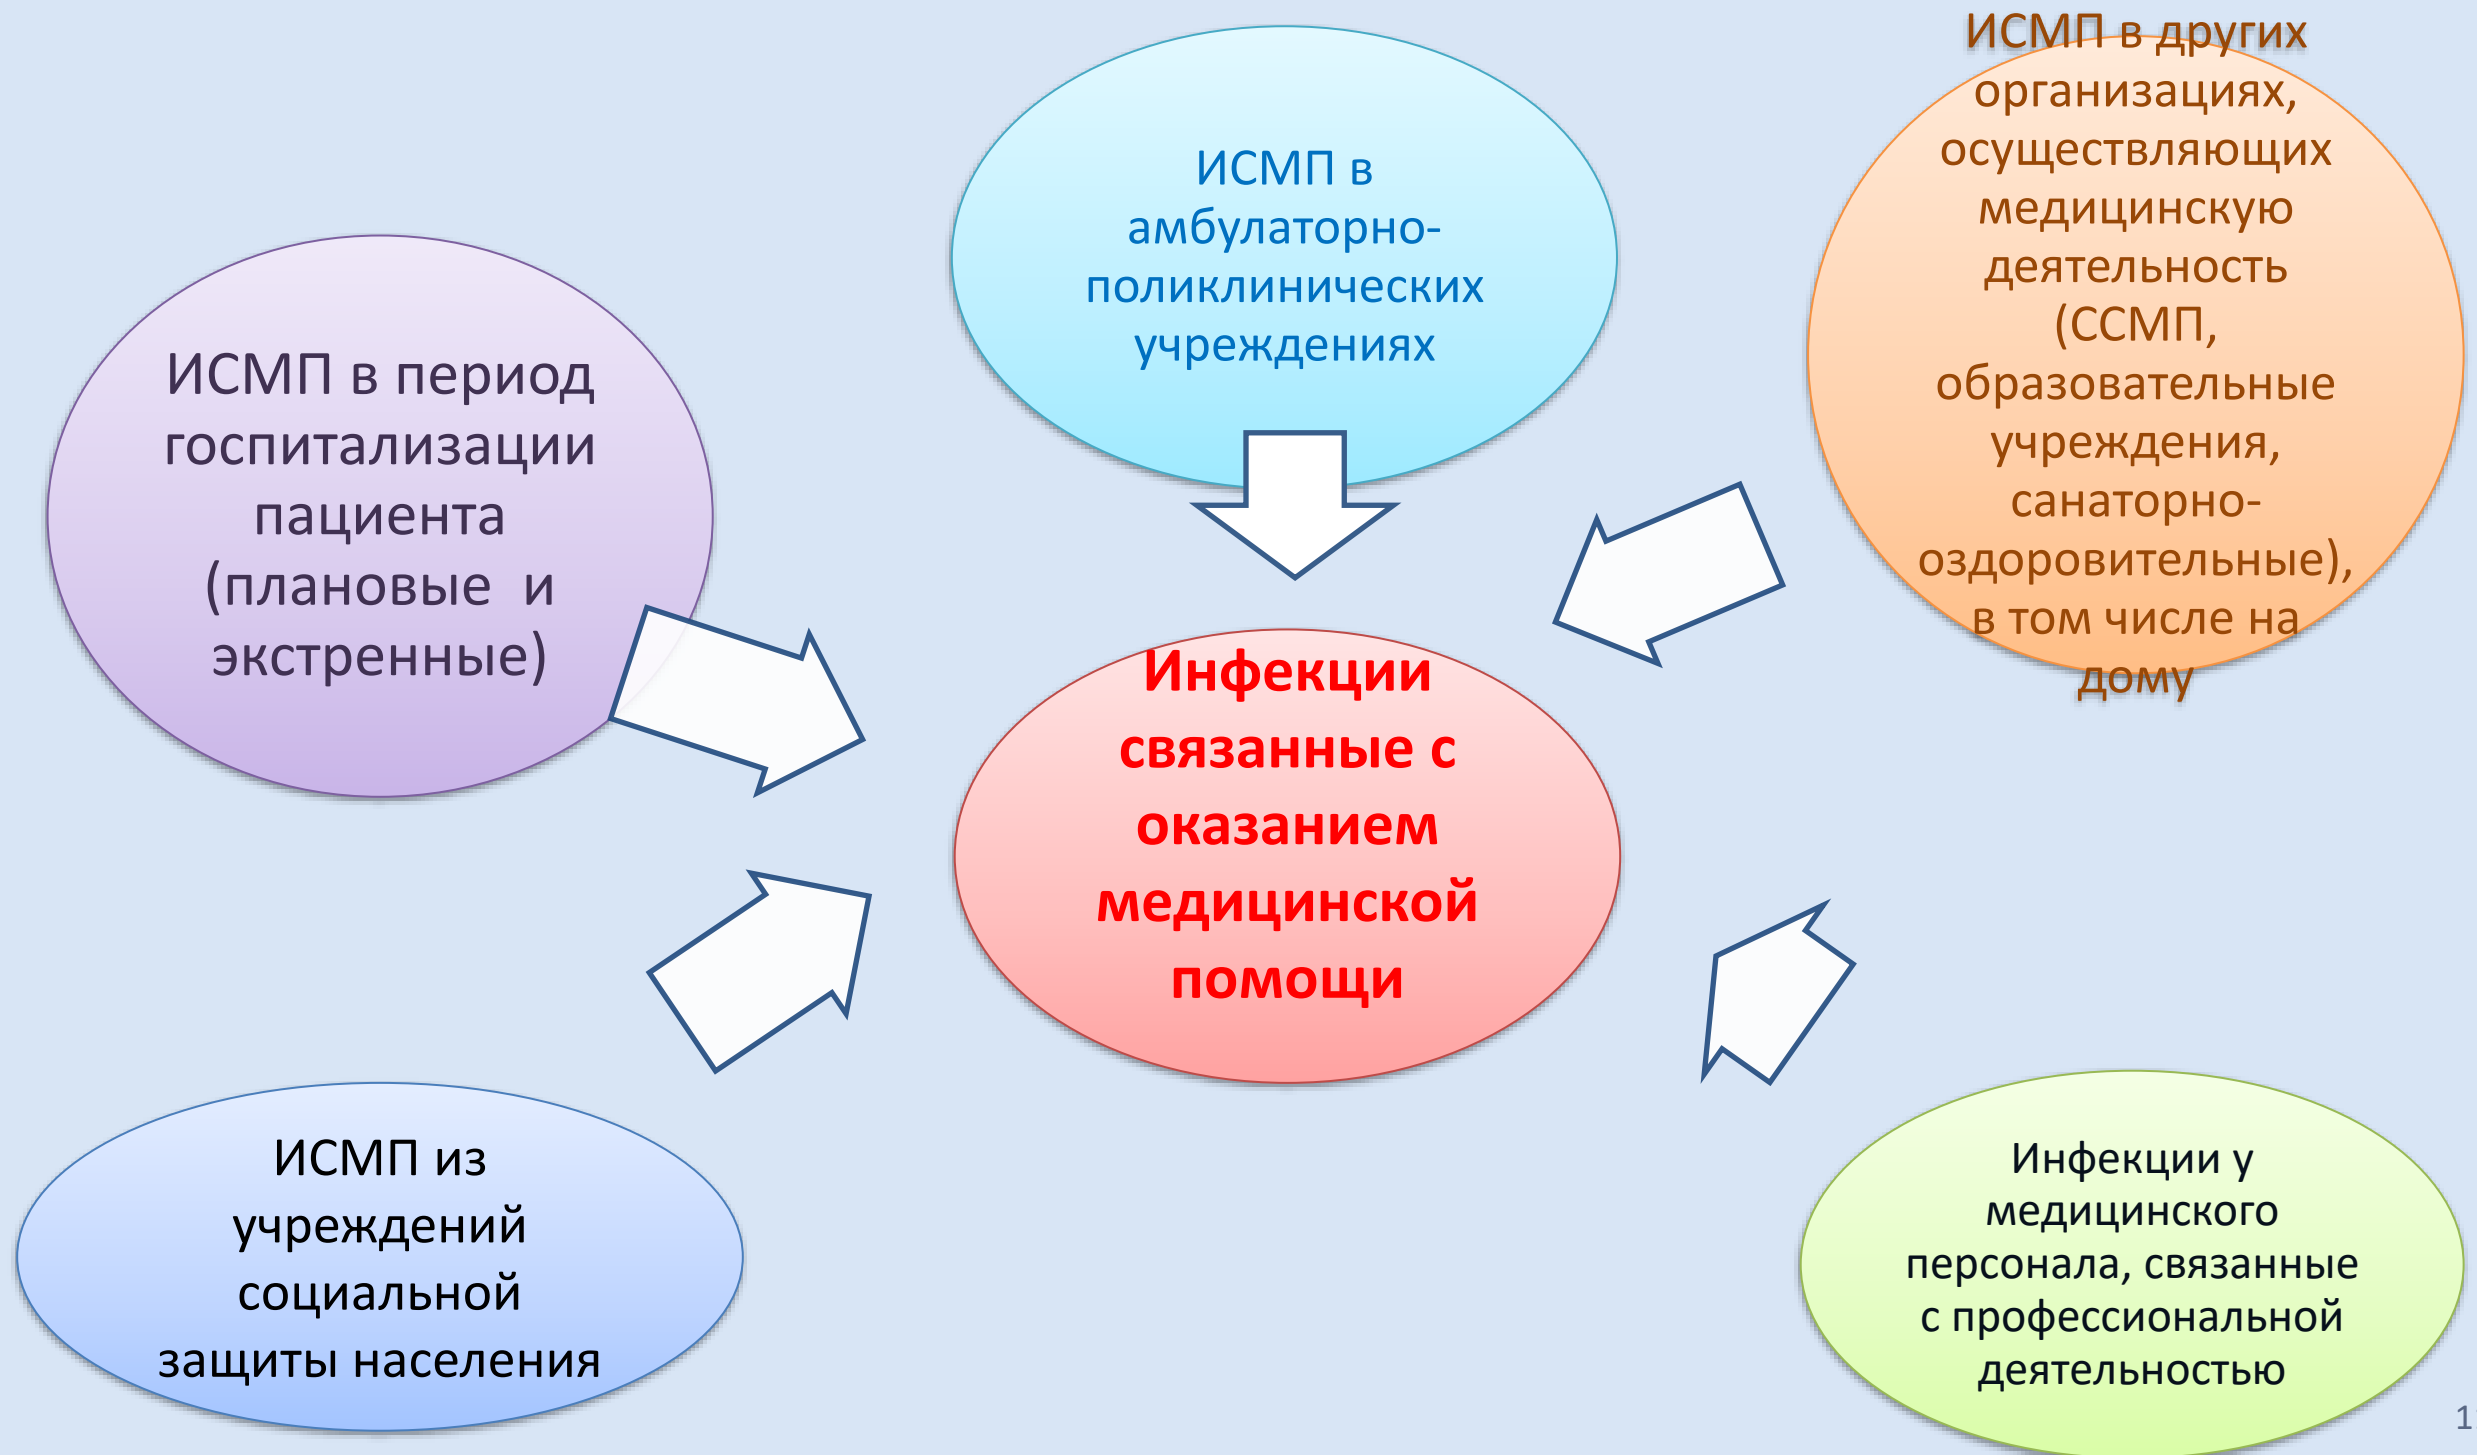 ИСМП в период
госпитализации
пациента
(плановые и
экстренные)
ИСМП в
амбулаторно-
поликлинических
учреждениях
ИСМП в других
организациях,
осуществляющих
медицинскую
деятельность
(ССМП,
образовательные
учреждения,
санаторно-
оздоровительные),
в том числе на
дому
Инфекции
связанные с
оказанием
медицинской
помощи
ИСМП из
учреждений
социальной
защиты населения
Инфекции у
медицинского
персонала, связанные
с профессиональной
деятельностью